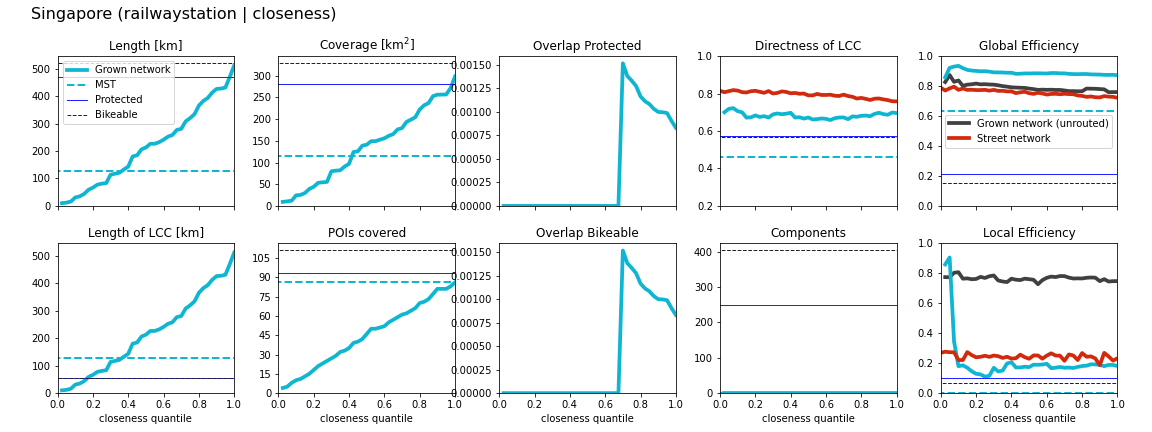 Singapore (railwaystation | closeness)
Length [km]
Coverage [km²]
Overlap Protected
Directness of LCC
Global Efficiency
500
400
300
200
100
0
Grown network
MST
Protected
Bikeable
300
250
200
150
100
50
0
0.00150
0.00125
0.00100
0.00075
0.00050
0.00025
0.00000
1.0
0.8
0.6
0.4
0.2
1.0
0.8
0.6
0.4
0.2
0.0
Grown network (unrouted)
Street network
Length of LCC [km]
POIs covered
Overlap Bikeable
Components
Local Efficiency
500
400
300
200
100
0
105
90
75
60
45
30
15
0
0.00150
0.00125
0.00100
0.00075
0.00050
0.00025
0.00000
400
300
200
100
0
1.0
0.8
0.6
0.4
0.2
0.0
0.0 0.2 0.4 0.6 0.8 1.0
0.0 0.2 0.4 0.6 0.8 1.0
0.0 0.2 0.4 0.6 0.8 1.0
0.0 0.2 0.4 0.6 0.8 1.0
0.0 0.2 0.4 0.6 0.8 1.0
closeness quantile
closeness quantile
closeness quantile
closeness quantile
closeness quantile